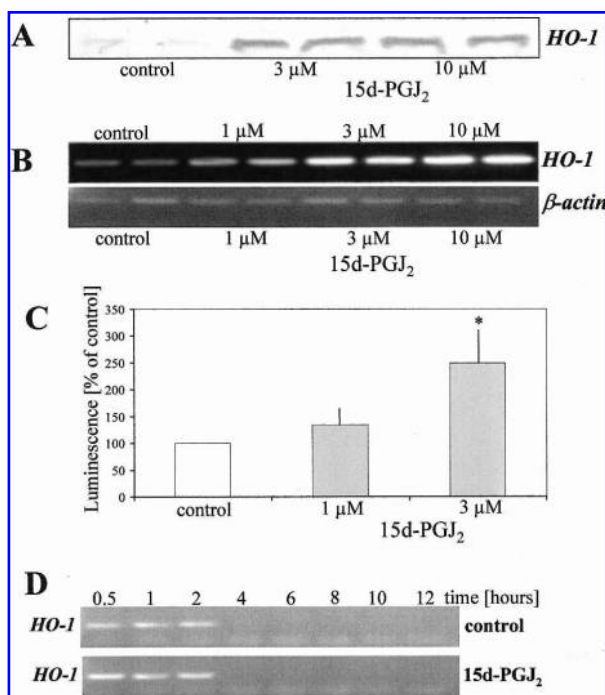 A
HO-1
control 3 µM 10 µM
15d-PGJ₂
control 1 µM 3 µM 10 µM
B
HO-1
β-actin
control 1 µM 3 µM 10 µM
15d-PGJ₂
C
Luminescence [% of control]
350
300
250
200
150
100
50
0
*
control 1 µM 3 µM
15d-PGJ₂
D
0.5 1 2 4 6 8 10 12 time [hours]
HO-1 control
HO-1 15d-PGJ₂